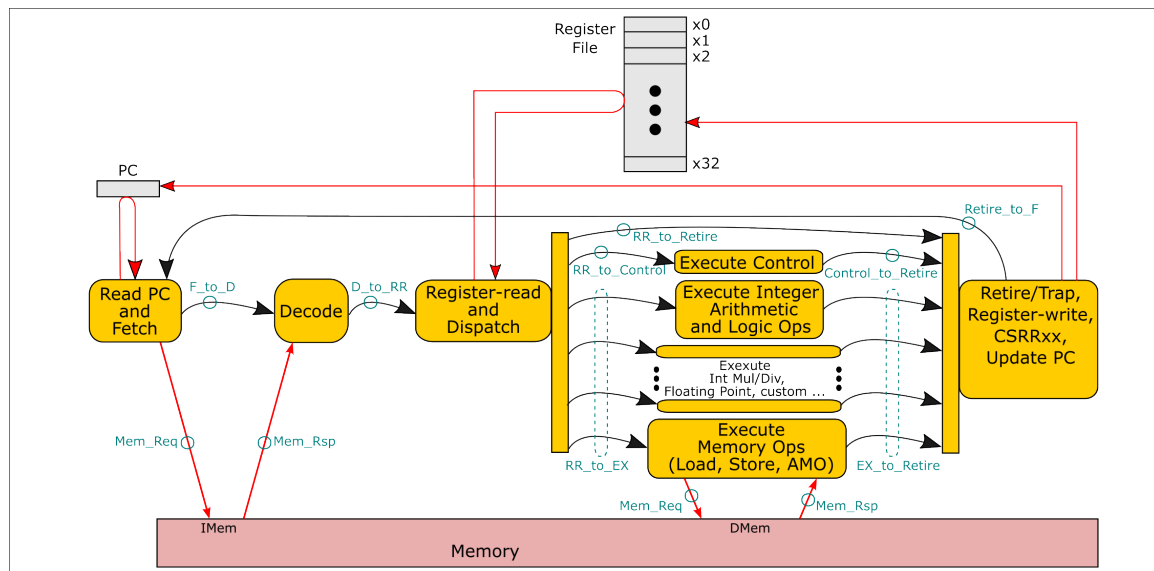 Register
File
x0
x1
x2
x32
PC
Retire_to_F
RR_to_Retire
RR_to_Control
Execute Control
Control_to_Retire
Read PC
and
Fetch
F_to_D
Decode
D_to_RR
Register-read
and
Dispatch
Execute Integer
Arithmetic
and Logic Ops
Retire/Trap,
Register-write,
CSRRxx,
Update PC
Exexute
Int Mul/Div,
Floating Point, custom ...
Execute
Memory Ops
(Load, Store, AMO)
RR_to_EX
EX_to_Retire
Mem_Req
Mem_Rsp
Mem_Req
Mem_Rsp
IMem
DMem
Memory